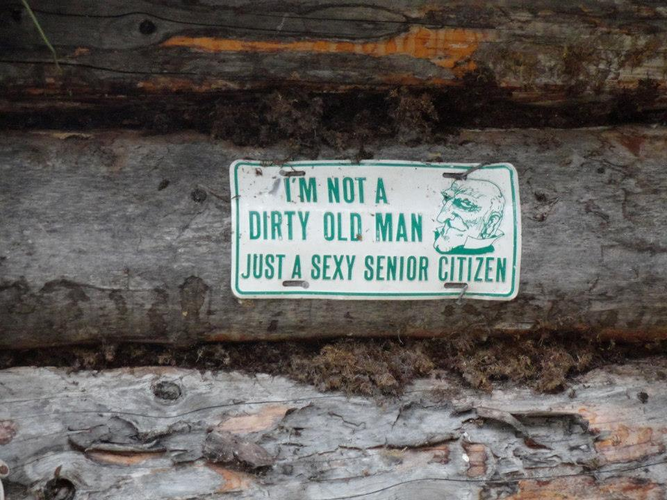 I'M NOT A
DIRTY OLD MAN
JUST A SEXY SENIOR CITIZEN